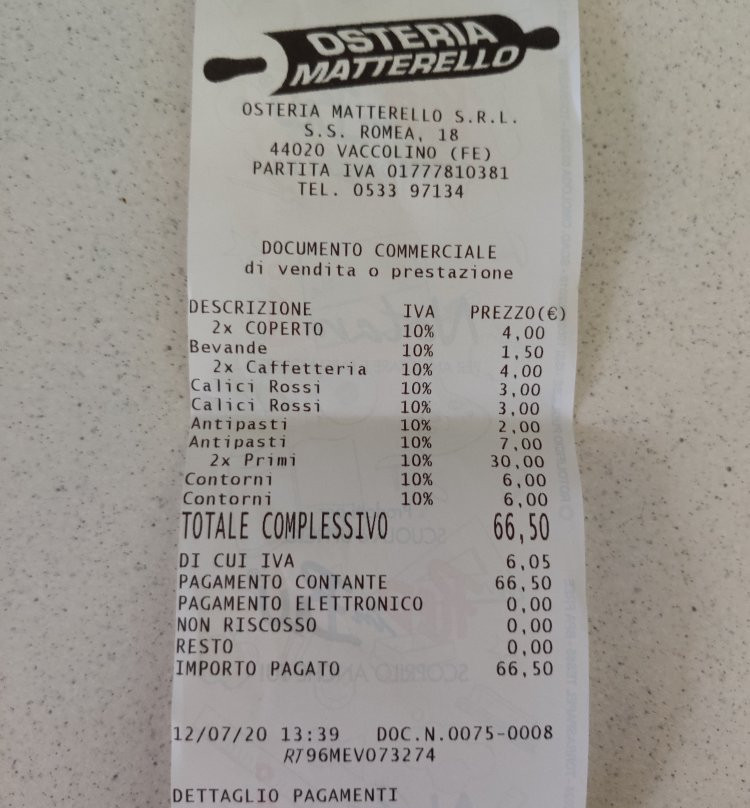 OSTERIA
MATTERELLO
OSTERIA MATTERELLO S.R.L.
S.S. ROMEA, 18
44020 VACCOLINO (FE)
PARTITA IVA 01777810381
TEL. 0533 97134
DOCUMENTO COMMERCIALE
di vendita o prestazione
DESCRIZIONE IVA PREZZO(€)
2x COPERTO 10% 4,00
Bevande 10% 1,50
2x Caffetteria 10% 4,00
Calici Rossi 10% 3,00
Calici Rossi 10% 3,00
Antipasti 10% 2,00
Antipasti 10% 7,00
2x Primi 10% 30,00
Contorni 10% 6,00
Contorni 10% 6,00
TOTALE COMPLESSIVO 66,50
DI CUI IVA 6,05
PAGAMENTO CONTANTE 66,50
PAGAMENTO ELETTRONICO 0,00
NON RISCOSSO 0,00
RESTO 0,00
IMPORTO PAGATO 66,50
12/07/20 13:39 DOC.N.0075-0008
RT96MEV073274
DETTAGLIO PAGAMENTI